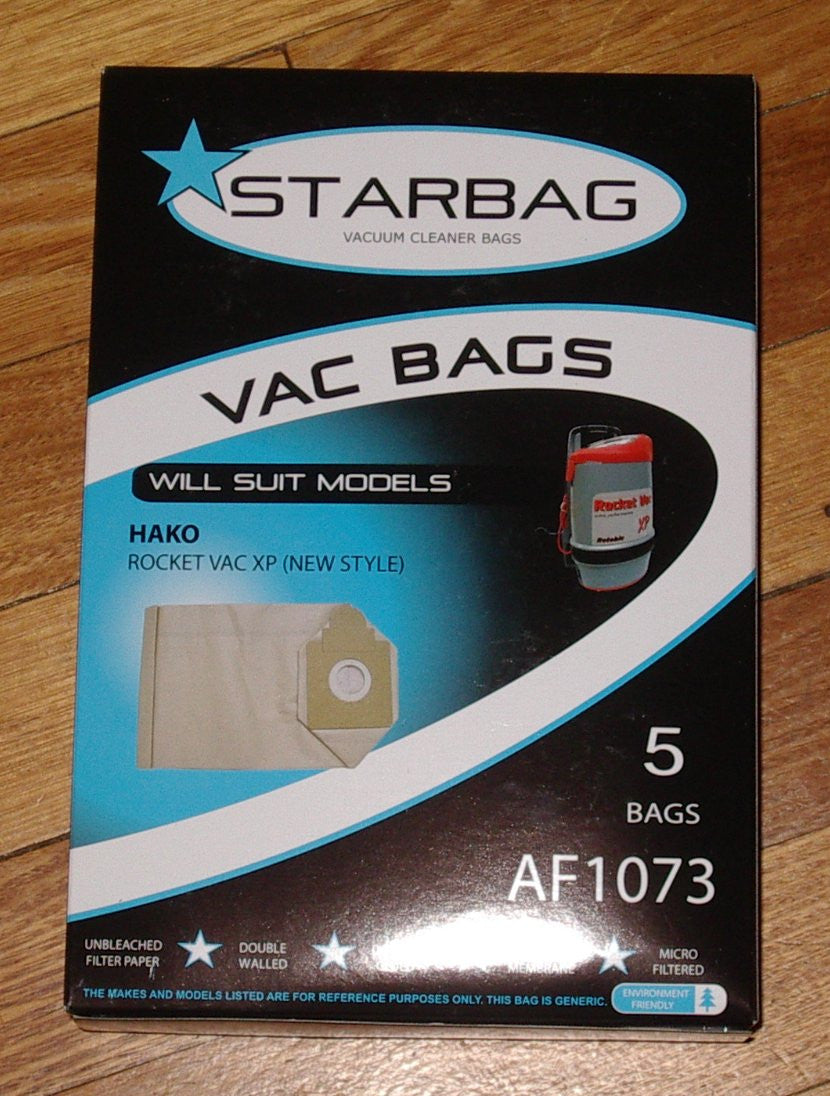 STARBAG
VACUUM CLEANER BAGS
VAC BAGS
WILL SUIT MODELS
HAKO
ROCKET VAC XP (NEW STYLE)
Rocket Vac
XP
5
BAGS
AF1073
UNBLEACHED
FILTER PAPER
DOUBLE
WALLED
MEMBRANE
MICRO
FILTERED
THE MAKES AND MODELS LISTED ARE FOR REFERENCE PURPOSES ONLY. THIS BAG IS GENERIC.
ENVIRONMENT
FRIENDLY